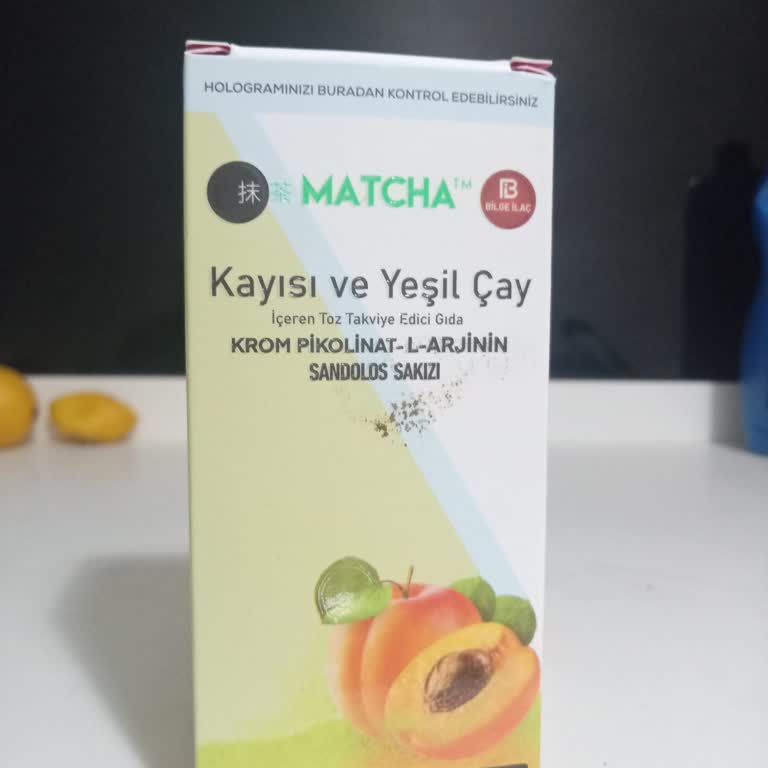 HOLOGRAMINIZI BURADAN KONTROL EDEBİLİRSİNİZ
抹茶 MATCHA™
B
BİLGE İLAÇ
Kayısı ve Yeşil Çay
İçeren Toz Takviye Edici Gıda
KROM PİKOLİNAT-L-ARJİNİN
SANDOLOS SAKIZI